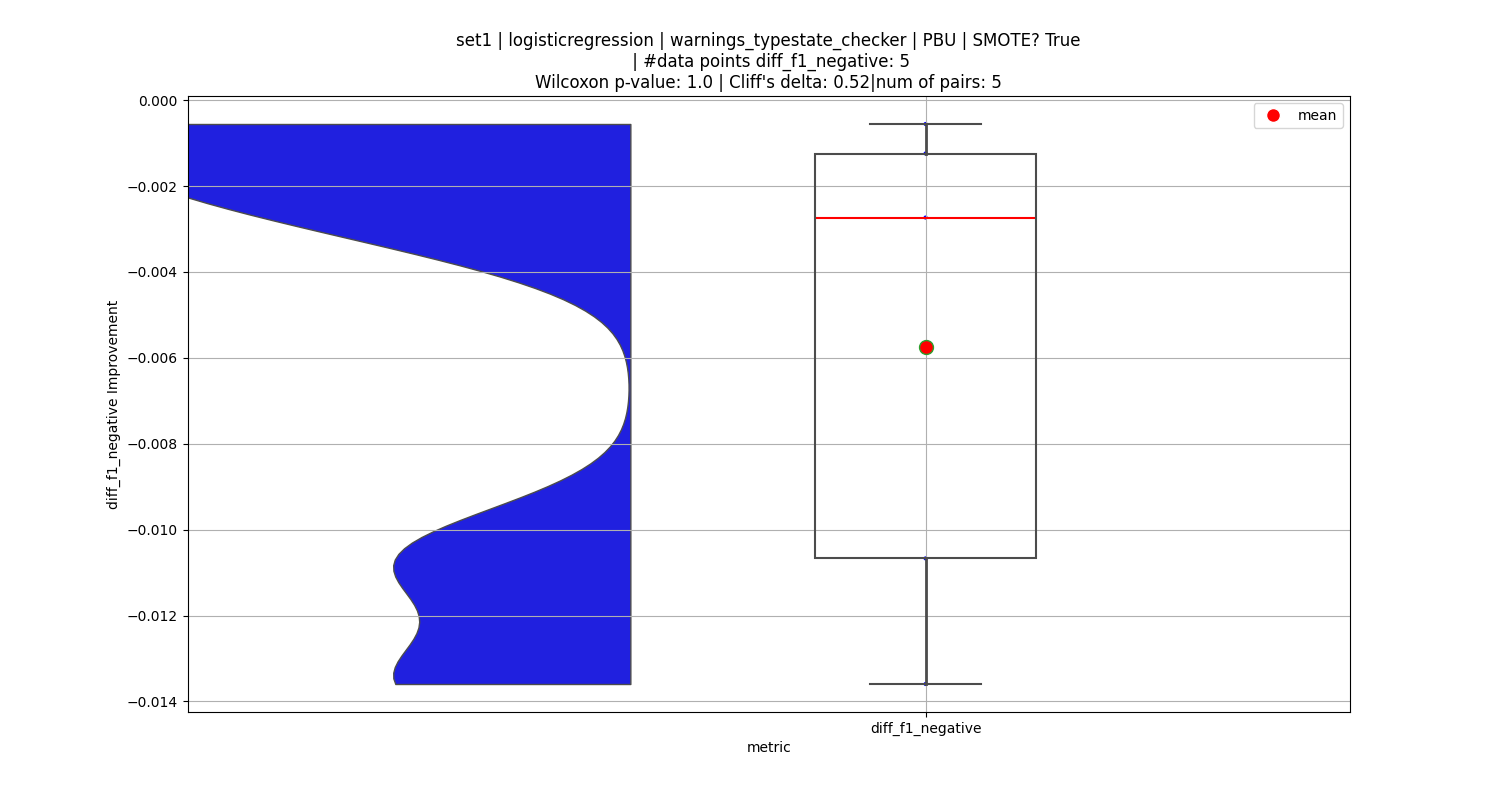 set1 | logisticregression | warnings_typestate_checker | PBU | SMOTE? True
| #data points diff_f1_negative: 5
Wilcoxon p-value: 1.0 | Cliff's delta: 0.52|num of pairs: 5
mean
0.000
−0.002
−0.004
−0.006
−0.008
−0.010
−0.012
−0.014
diff_f1_negative Improvement
diff_f1_negative
metric